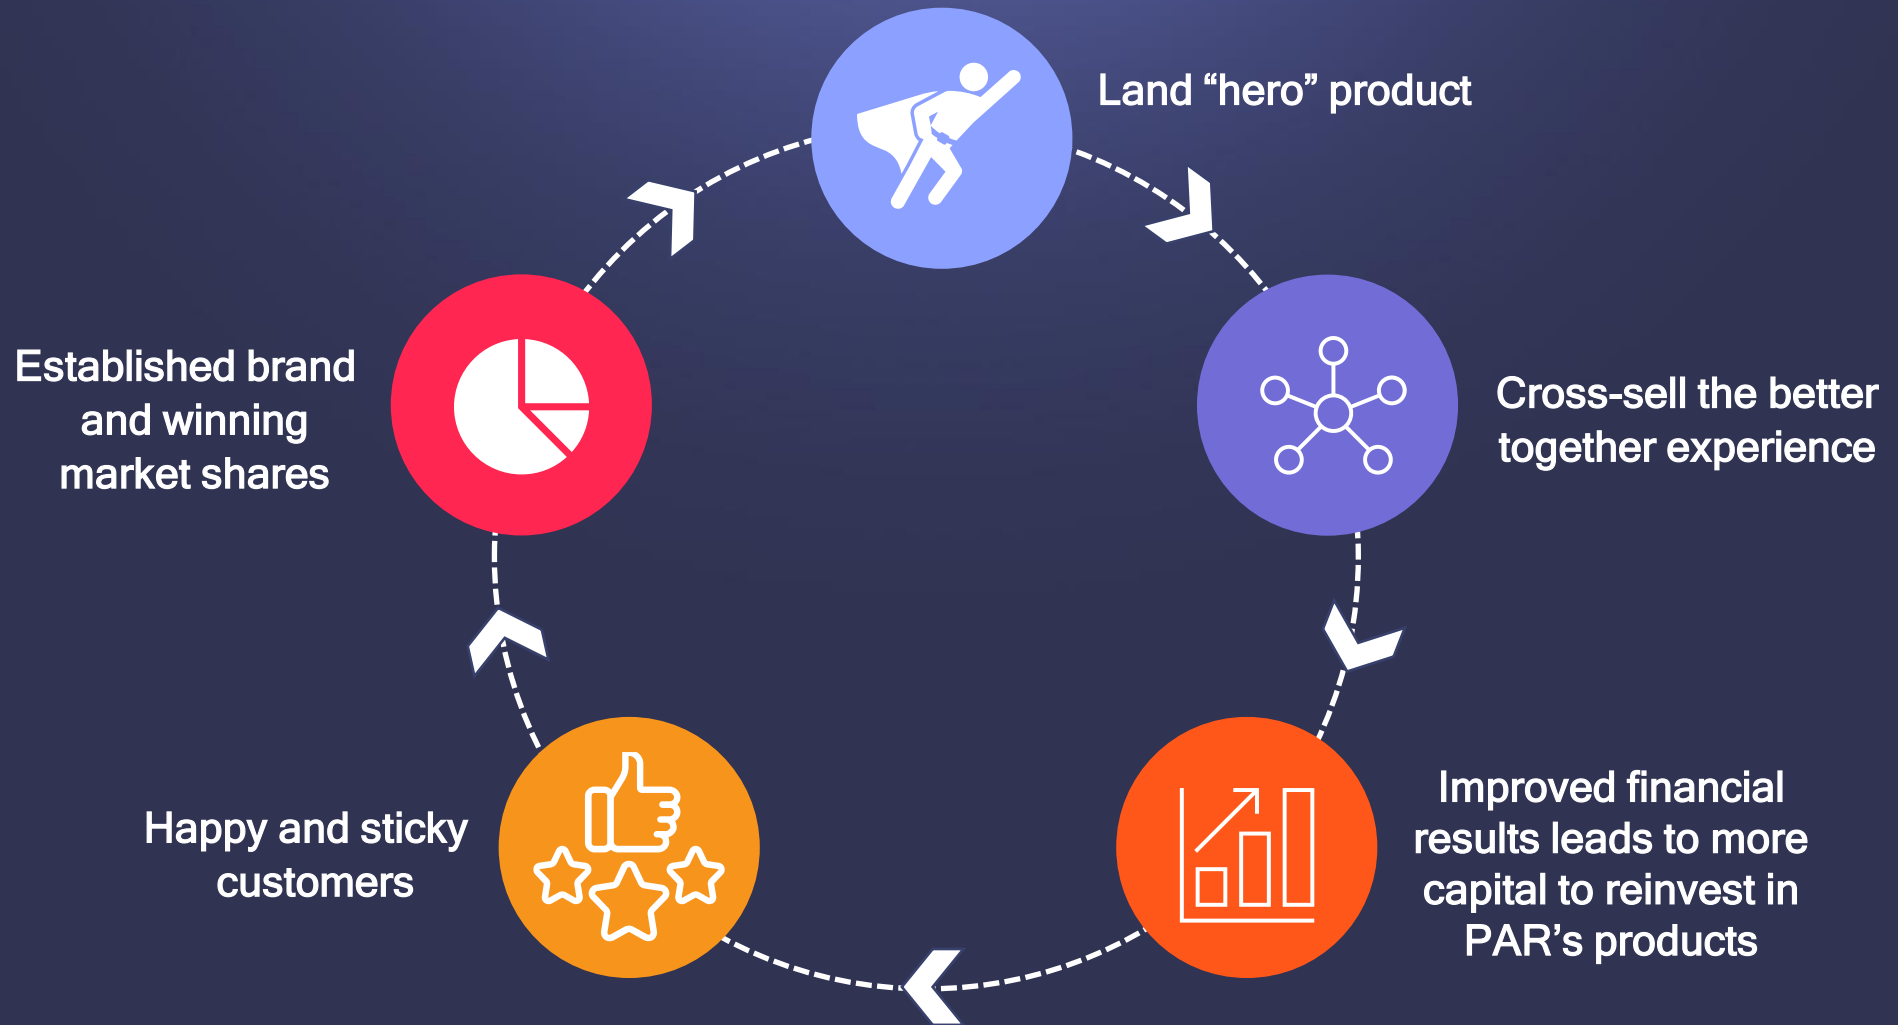 Land “hero” product
Cross-sell the better
together experience
Improved financial
results leads to more
capital to reinvest in
PAR’s products
Happy and sticky
customers
Established brand
and winning
market shares